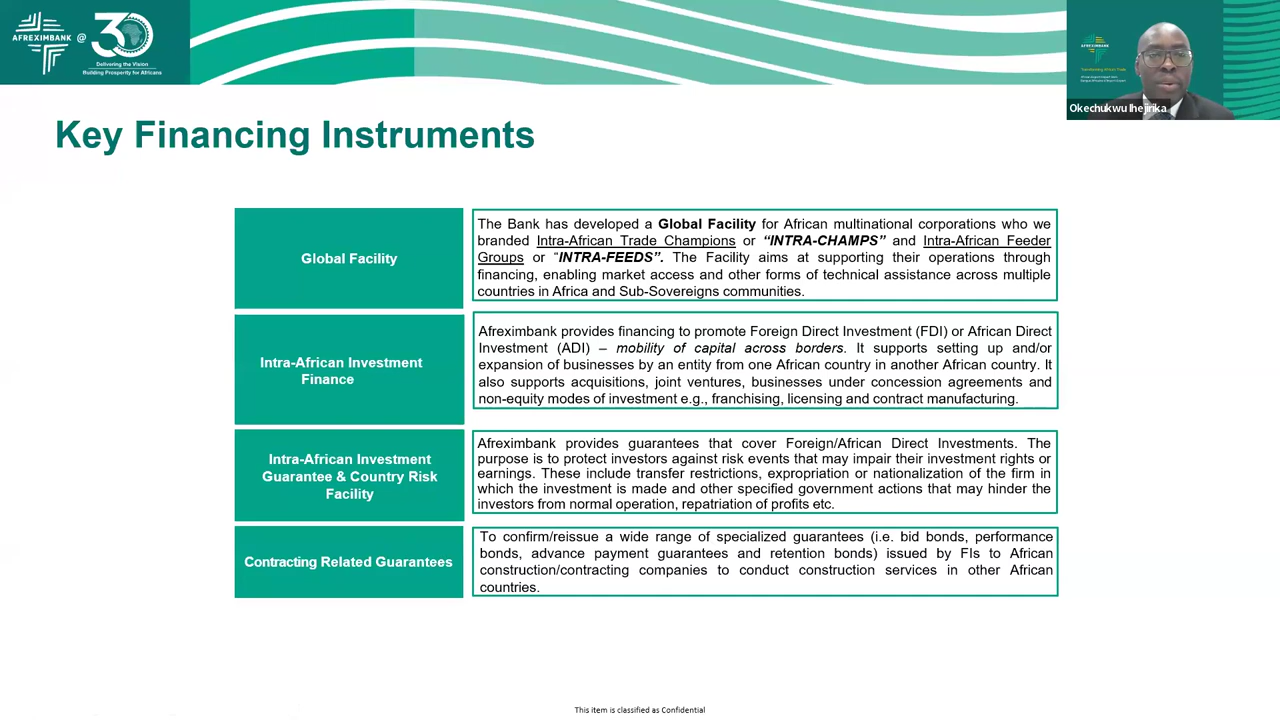 AFREXIMBANK @ 30
Delivering the Vision
Building Prosperity for Africans
AFREXIMBANK
Transforming Africa's Trade
Okechukwu Ihejirika
Key Financing Instruments
Global Facility
The Bank has developed a Global Facility for African multinational corporations who we
branded Intra-African Trade Champions or “INTRA-CHAMPS” and Intra-African Feeder
Groups or “INTRA-FEEDS”. The Facility aims at supporting their operations through
financing, enabling market access and other forms of technical assistance across multiple
countries in Africa and Sub-Sovereigns communities.
Intra-African Investment
Finance
Afreximbank provides financing to promote Foreign Direct Investment (FDI) or African Direct
Investment (ADI) – mobility of capital across borders. It supports setting up and/or
expansion of businesses by an entity from one African country in another African country. It
also supports acquisitions, joint ventures, businesses under concession agreements and
non-equity modes of investment e.g., franchising, licensing and contract manufacturing.
Intra-African Investment
Guarantee & Country Risk
Facility
Afreximbank provides guarantees that cover Foreign/African Direct Investments. The
purpose is to protect investors against risk events that may impair their investment rights or
earnings. These include transfer restrictions, expropriation or nationalization of the firm in
which the investment is made and other specified government actions that may hinder the
investors from normal operation, repatriation of profits etc.
Contracting Related Guarantees
To confirm/reissue a wide range of specialized guarantees (i.e. bid bonds, performance
bonds, advance payment guarantees and retention bonds) issued by FIs to African
construction/contracting companies to conduct construction services in other African
countries.
This item is classified as Confidential